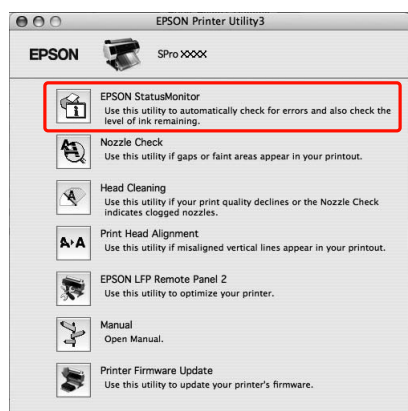 EPSON Printer Utility3
EPSON
SPro XXXX
EPSON StatusMonitor
Use this utility to automatically check for errors and also check the
level of ink remaining.
Nozzle Check
Use this utility if gaps or faint areas appear in your printout.
Head Cleaning
Use this utility if your print quality declines or the Nozzle Check
indicates clogged nozzles.
Print Head Alignment
Use this utility if misaligned vertical lines appear in your printout.
EPSON LFP Remote Panel 2
Use this utility to optimize your printer.
Manual
Open Manual.
Printer Firmware Update
Use this utility to update your printer's firmware.